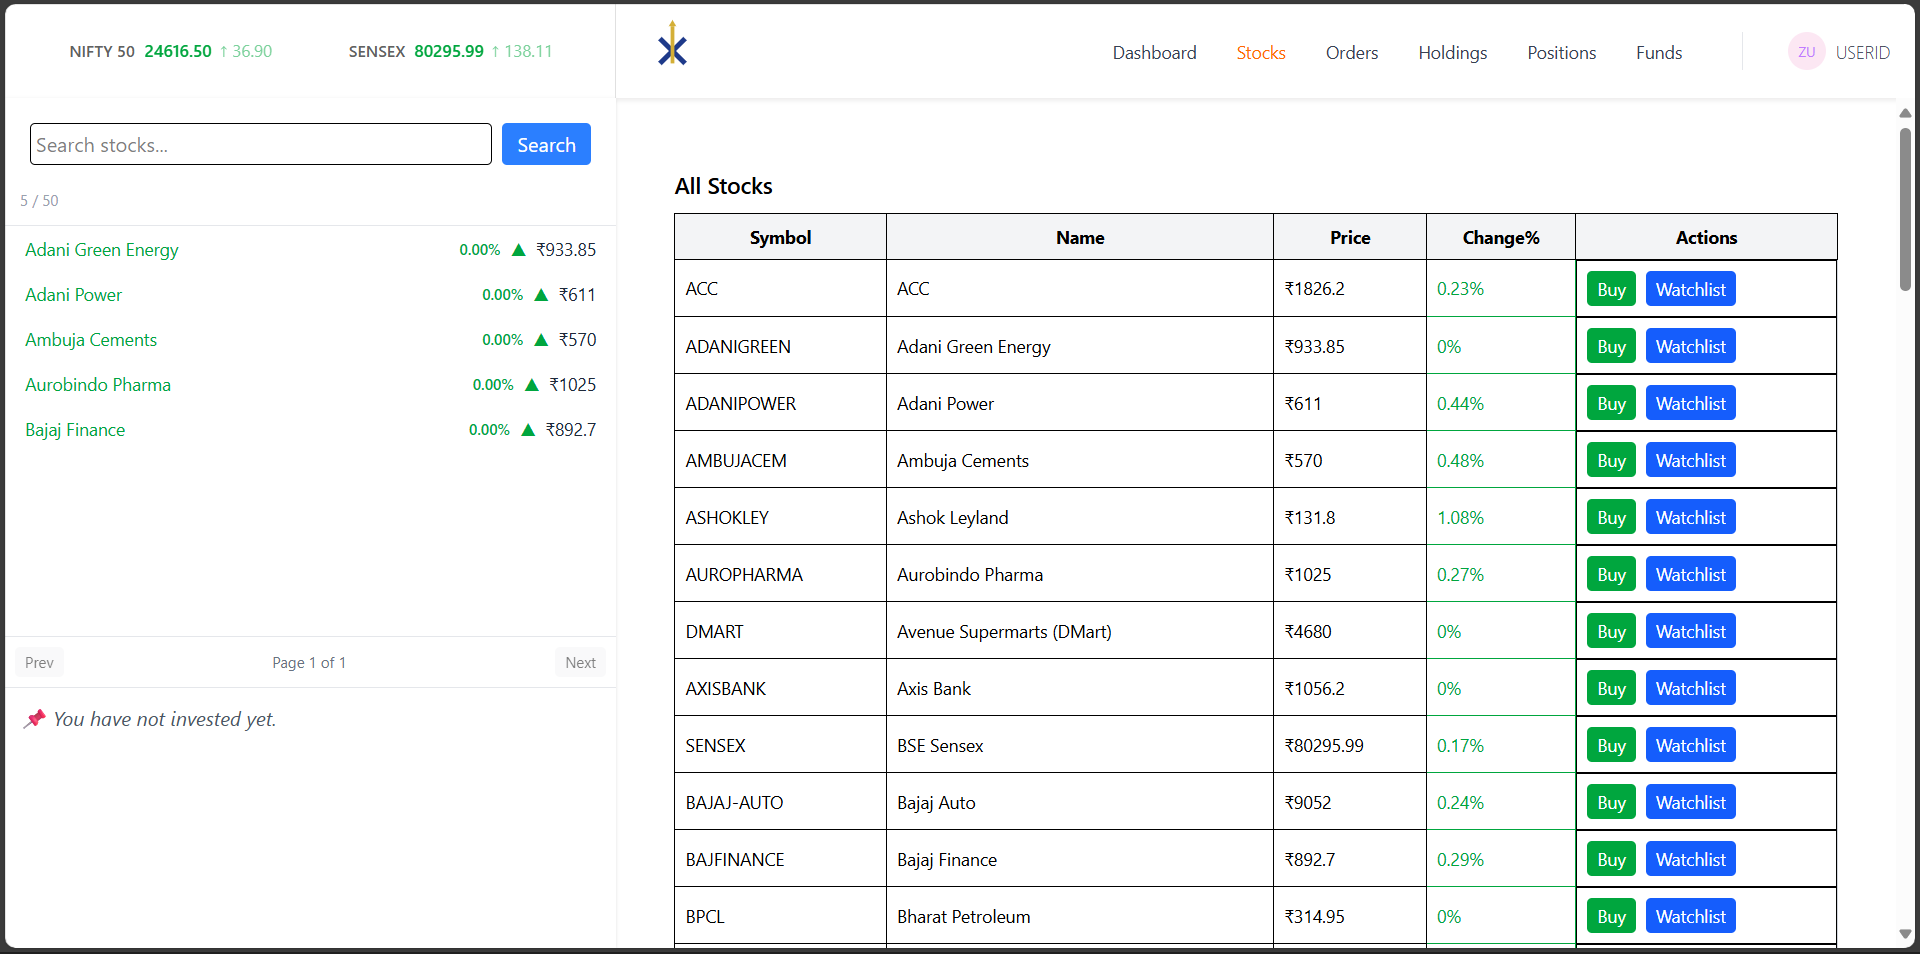 NIFTY 50 24616.50 ↑ 36.90 SENSEX 80295.99 ↑ 138.11
Dashboard Stocks Orders Holdings Positions Funds ZU USERID
Search stocks... Search
5 / 50
Adani Green Energy 0.00% ▲ ₹933.85
Adani Power 0.00% ▲ ₹611
Ambuja Cements 0.00% ▲ ₹570
Aurobindo Pharma 0.00% ▲ ₹1025
Bajaj Finance 0.00% ▲ ₹892.7
Prev Page 1 of 1 Next
📌 You have not invested yet.
All Stocks
Symbol Name Price Change% Actions
ACC ACC ₹1826.2 0.23% Buy Watchlist
ADANIGREEN Adani Green Energy ₹933.85 0% Buy Watchlist
ADANIPOWER Adani Power ₹611 0.44% Buy Watchlist
AMBUJACEM Ambuja Cements ₹570 0.48% Buy Watchlist
ASHOKLEY Ashok Leyland ₹131.8 1.08% Buy Watchlist
AUROPHARMA Aurobindo Pharma ₹1025 0.27% Buy Watchlist
DMART Avenue Supermarts (DMart) ₹4680 0% Buy Watchlist
AXISBANK Axis Bank ₹1056.2 0% Buy Watchlist
SENSEX BSE Sensex ₹80295.99 0.17% Buy Watchlist
BAJAJ-AUTO Bajaj Auto ₹9052 0.24% Buy Watchlist
BAJFINANCE Bajaj Finance ₹892.7 0.29% Buy Watchlist
BPCL Bharat Petroleum ₹314.95 0% Buy Watchlist